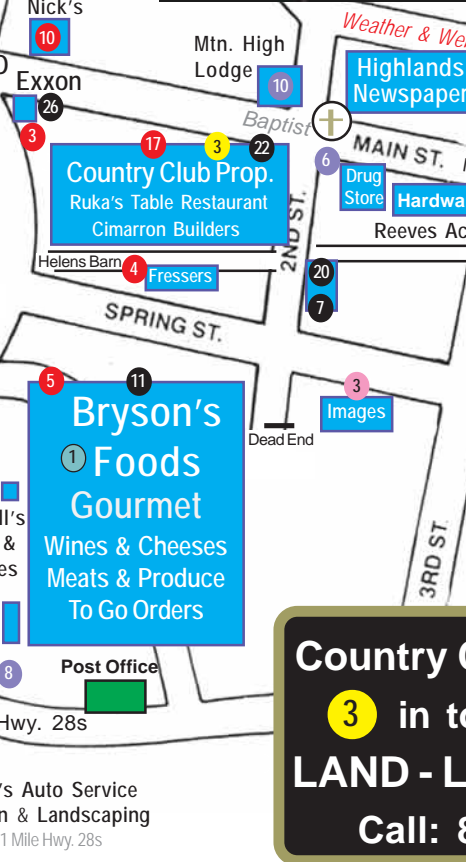 Nick's
10
Mtn. High
Lodge
10
Weather &
Exxon
26
3
Highlands
Newspaper
Baptist
MAIN ST.
17
3
22
Country Club Prop.
Ruka's Table Restaurant
Cimarron Builders
6
Drug
Store
Hardwa
Reeves Ac
2ND ST.
Helens Barn
4
Fressers
20
7
SPRING ST.
5
11
Bryson's
1
Foods
Gourmet
Wines & Cheeses
Meats & Produce
To Go Orders
3
Images
Dead End
3RD ST.
ll's
&
es
8
Post Office
Hwy. 28s
's Auto Service
n & Landscaping
1 Mile Hwy. 28s
Country
3 in to
LAND - L
Call: 8